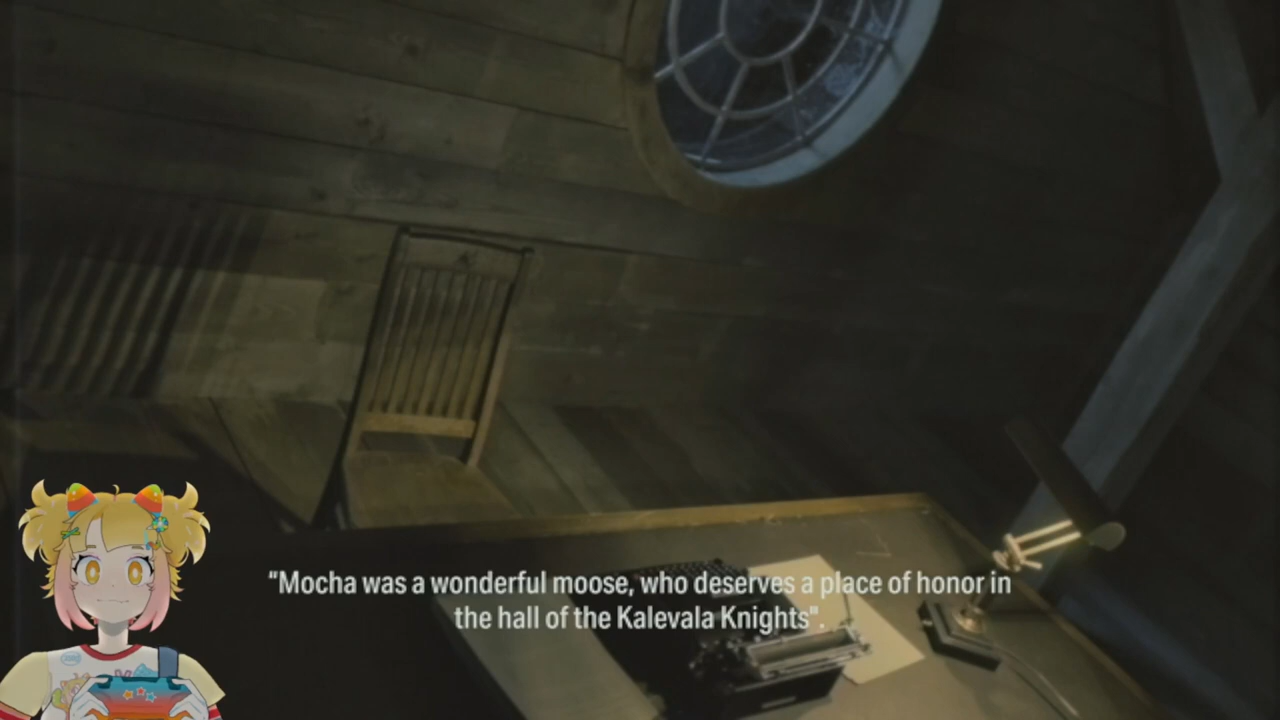 "Mocha was a wonderful moose, who deserves a place of honor in
the hall of the Kalevala Knights".